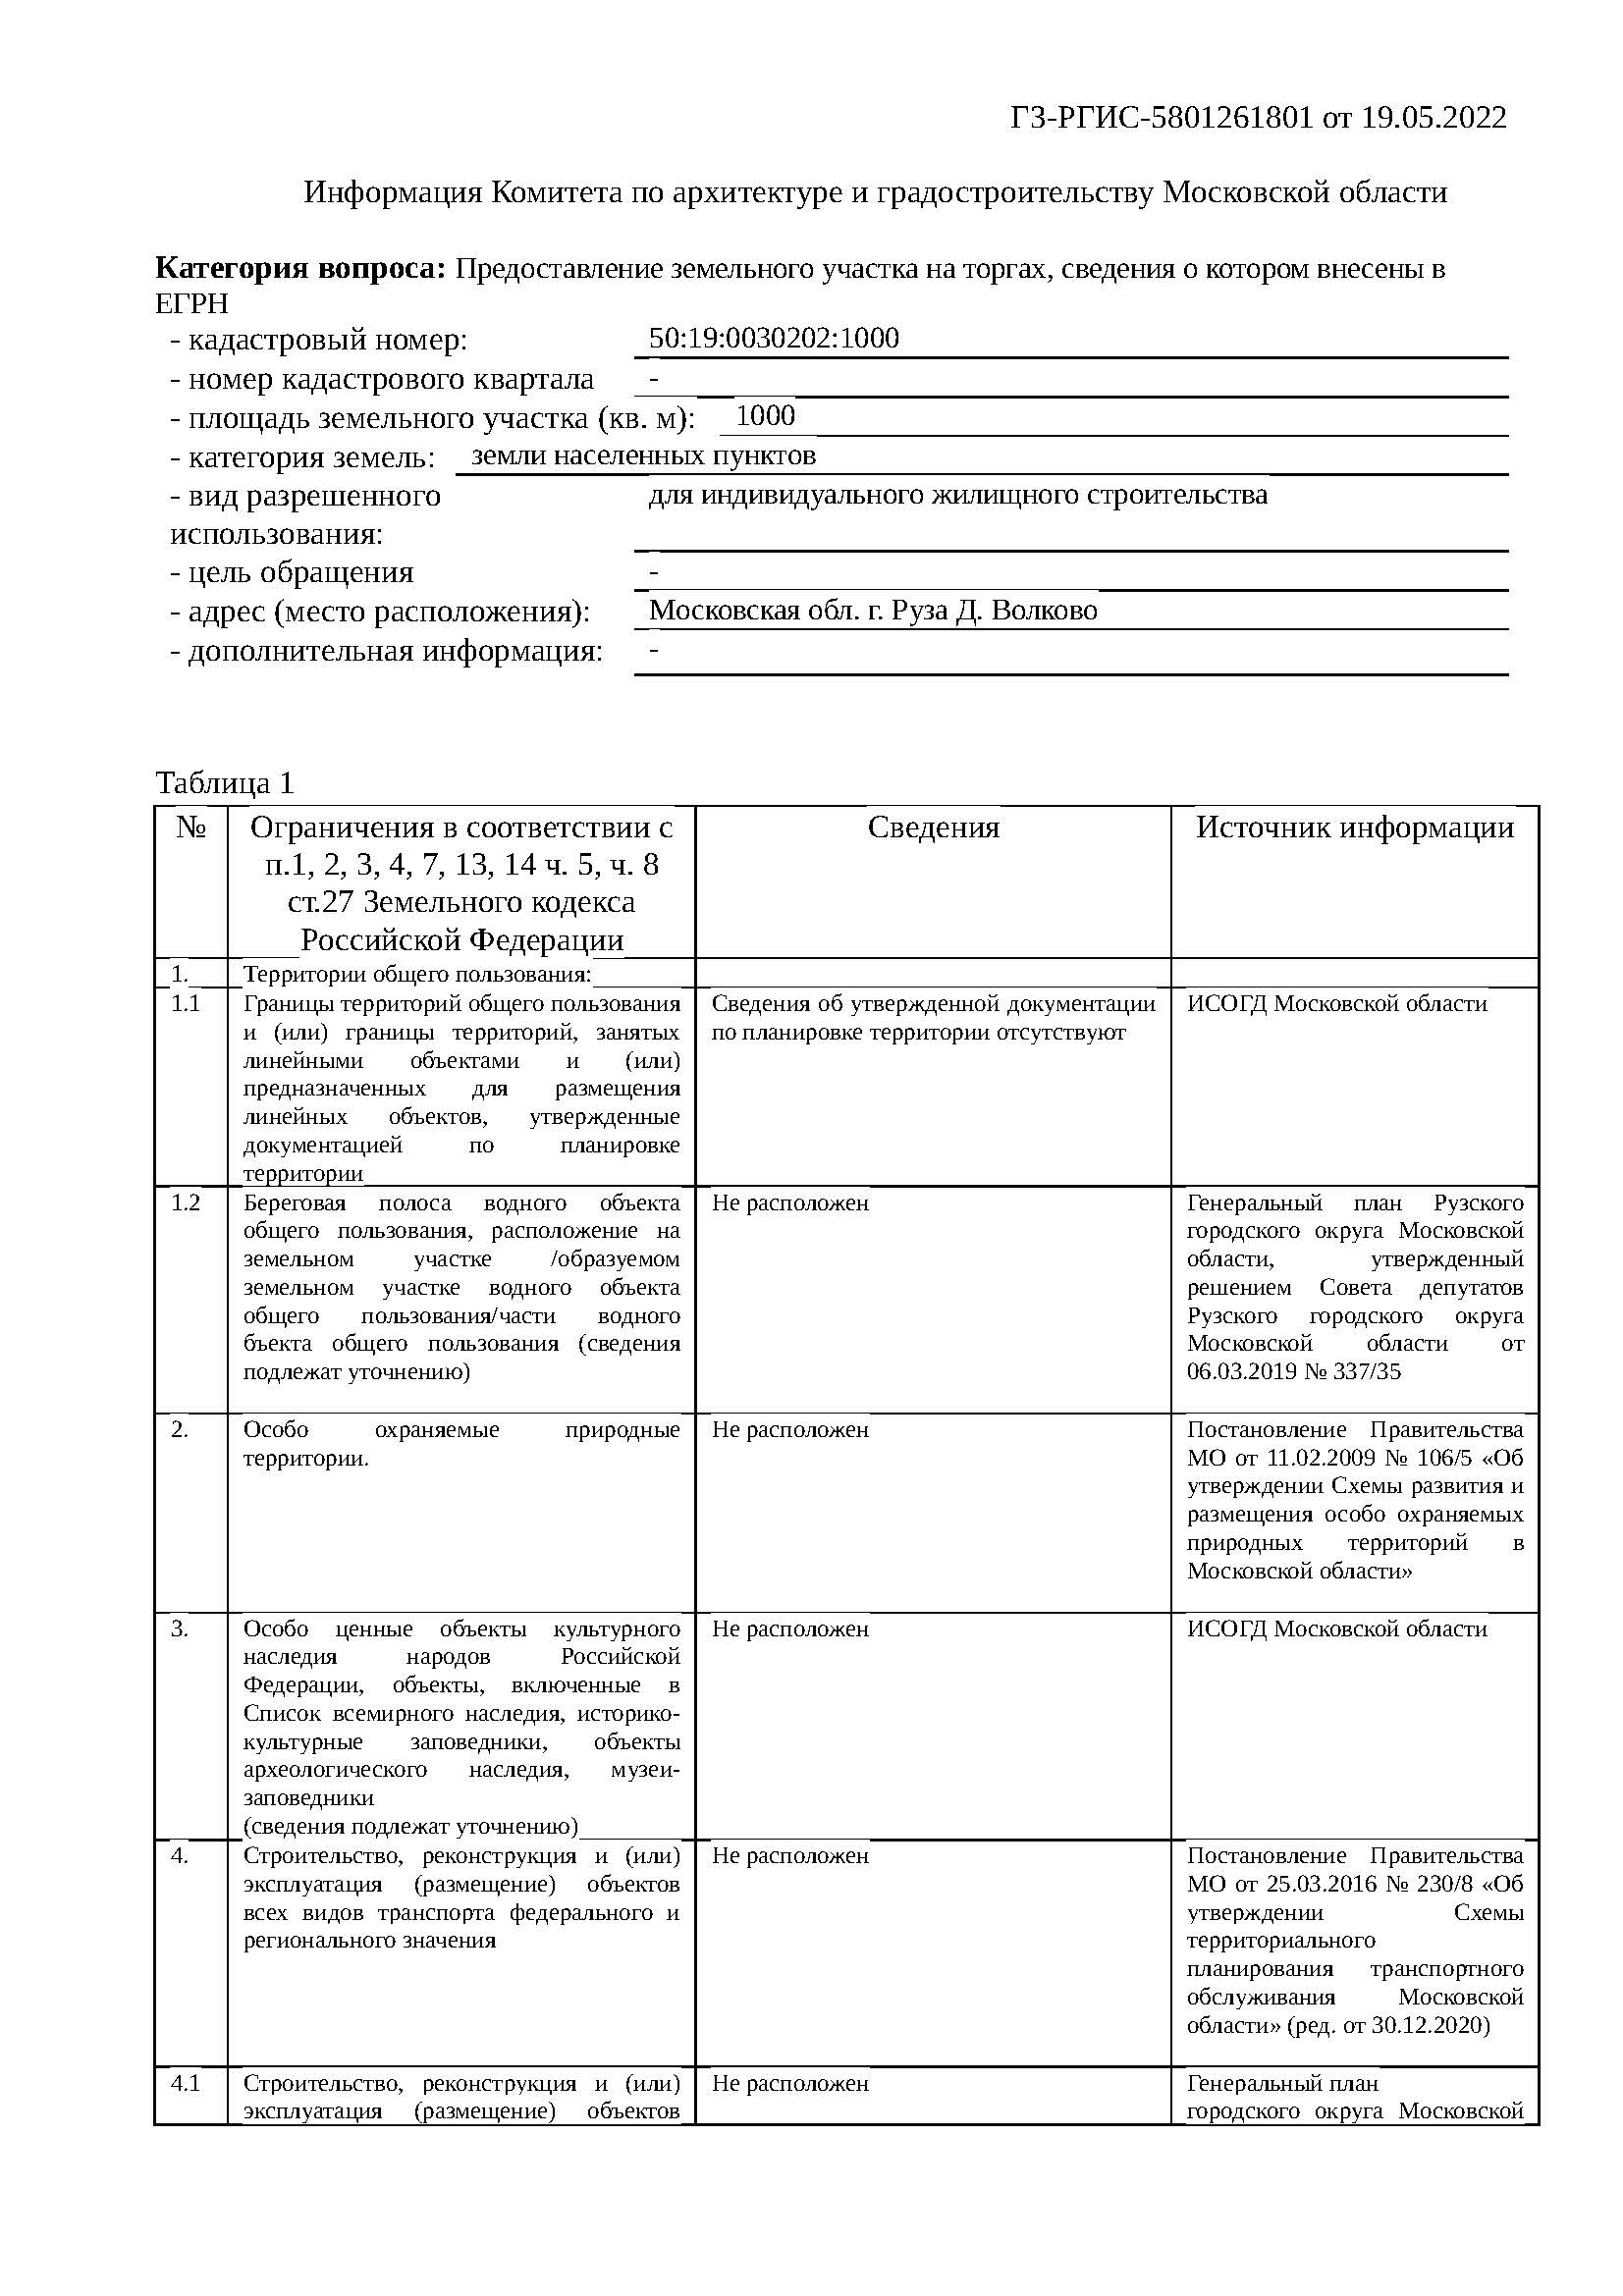 ГЗ-РГИС-5801261801 от 19.05.2022
Информация Комитета по архитектуре и градостроительству Московской области
Категория вопроса: Предоставление земельного участка на торгах, сведения о котором внесены в
ЕГРН
- кадастровый номер: 50:19:0030202:1000
- номер кадастрового квартала -
- площадь земельного участка (кв. м): 1000
- категория земель: земли населенных пунктов
- вид разрешенного для индивидуального жилищного строительства
использования:
- цель обращения -
- адрес (место расположения): Московская обл. г. Руза Д. Волково
- дополнительная информация: -
Таблица 1
№
Ограничения в соответствии с
п.1, 2, 3, 4, 7, 13, 14 ч. 5, ч. 8
ст.27 Земельного кодекса
Российской Федерации
Сведения
Источник информации
1.
Территории общего пользования:
1.1
Границы территорий общего пользования
и (или) границы территорий, занятых
линейными объектами и (или)
предназначенных для размещения
линейных объектов, утвержденные
документацией по планировке
территории
Сведения об утвержденной документации
по планировке территории отсутствуют
ИСОГД Московской области
1.2
Береговая полоса водного объекта
общего пользования, расположение на
земельном участке /образуемом
земельном участке водного объекта
общего пользования/части водного
бъекта общего пользования (сведения
подлежат уточнению)
Не расположен
Генеральный план Рузского
городского округа Московской
области, утвержденный
решением Совета депутатов
Рузского городского округа
Московской области от
06.03.2019 № 337/35
2.
Особо охраняемые природные
территории.
Не расположен
Постановление Правительства
МО от 11.02.2009 № 106/5 «Об
утверждении Схемы развития и
размещения особо охраняемых
природных территорий в
Московской области»
3.
Особо ценные объекты культурного
наследия народов Российской
Федерации, объекты, включенные в
Список всемирного наследия, историко-
культурные заповедники, объекты
археологического наследия, музеи-
заповедники
(сведения подлежат уточнению)
Не расположен
ИСОГД Московской области
4.
Строительство, реконструкция и (или)
эксплуатация (размещение) объектов
всех видов транспорта федерального и
регионального значения
Не расположен
Постановление Правительства
МО от 25.03.2016 № 230/8 «Об
утверждении Схемы
территориального
планирования транспортного
обслуживания Московской
области» (ред. от 30.12.2020)
4.1
Строительство, реконструкция и (или)
эксплуатация (размещение) объектов
Не расположен
Генеральный план
городского округа Московской